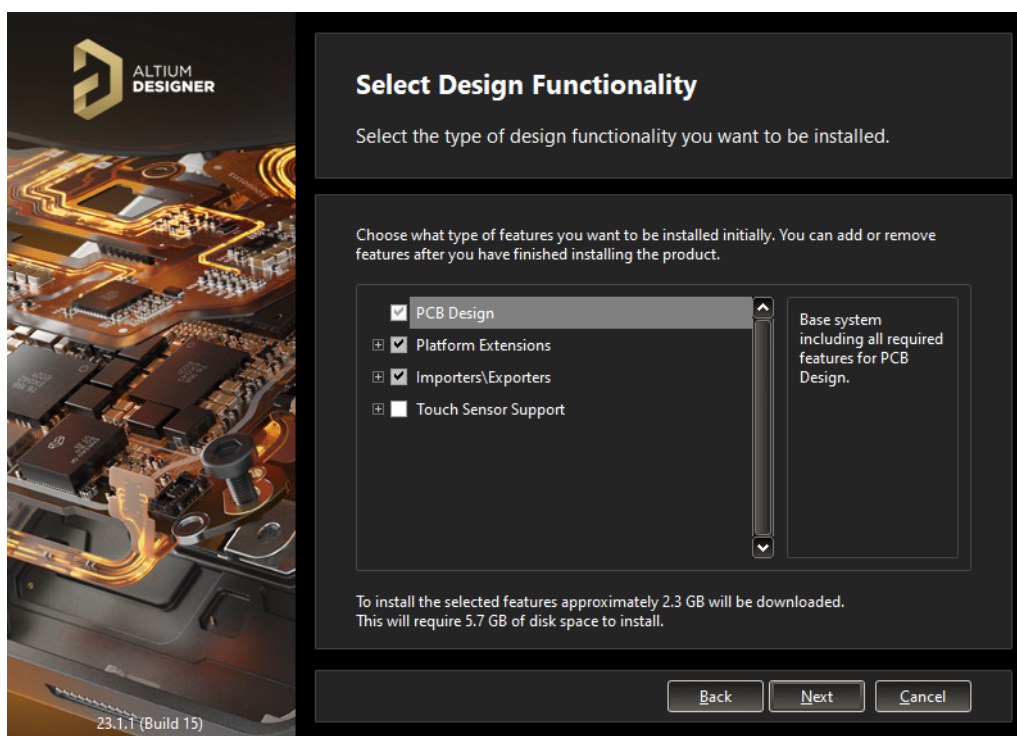 ALTIUM
DESIGNER
Select Design Functionality
Select the type of design functionality you want to be installed.
Choose what type of features you want to be installed initially. You can add or remove
features after you have finished installing the product.
PCB Design
Platform Extensions
Importers\Exporters
Touch Sensor Support
Base system
including all required
features for PCB
Design.
To install the selected features approximately 2.3 GB will be downloaded.
This will require 5.7 GB of disk space to install.
Back
Next
Cancel
23.1.1 (Build 15)